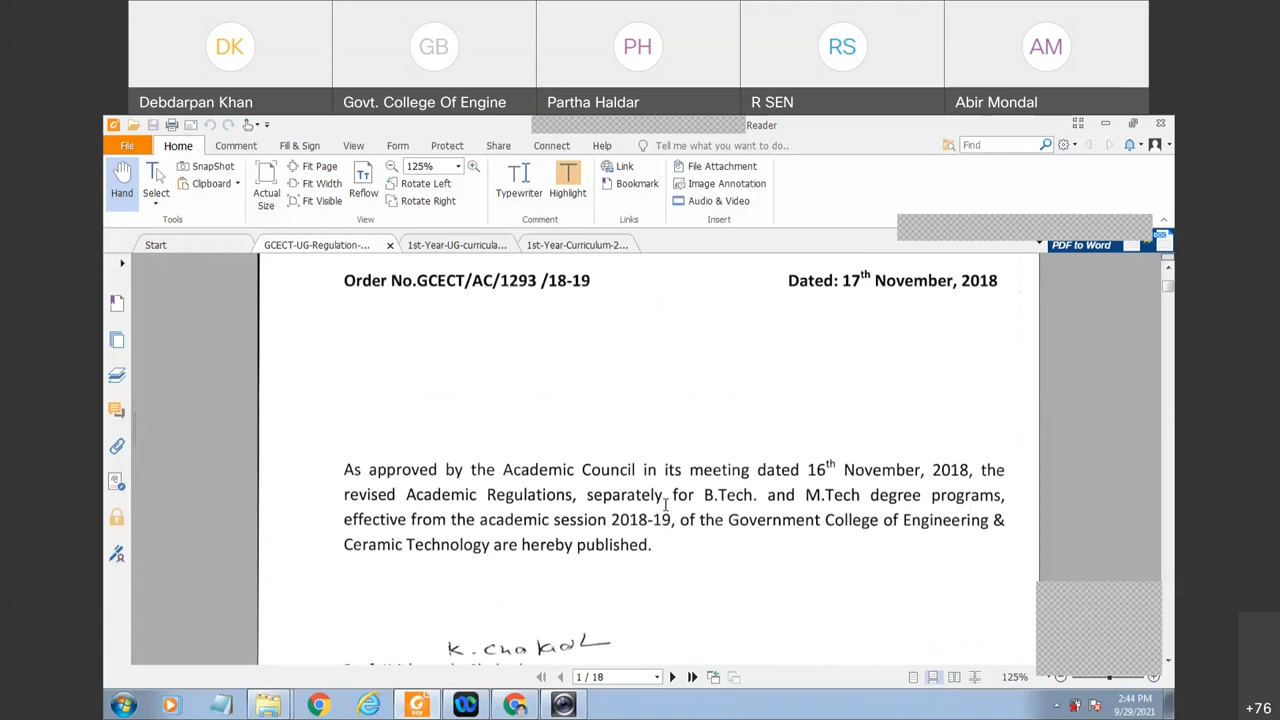 DK GB PH RS AM
Debdarpan Khan Govt. College Of Engine Partha Haldar R SEN Abir Mondal
Reader
File Home Comment View Form Fill & Sign Protect Share Connect Help Tell me what you want to do.. Find
SnapShot Fit Page 125% Link File Attachment
Clipboard Fit Width Rotate Left Bookmark Image Annotation
Hand Select Actual Size Fit Visible Reflow Rotate Right Typewriter Highlight Audio & Video
Tools View Comment Links Insert
Start GCECT-UG-Regulation-... 1st-Year-UG-curricula... 1st-Year-Curriculum-2... PDF to Word
Order No.GCECT/AC/1293 /18-19 Dated: 17th November, 2018
As approved by the Academic Council in its meeting dated 16th November, 2018, the
revised Academic Regulations, separately for B.Tech. and M.Tech degree programs,
effective from the academic session 2018-19, of the Government College of Engineering &
Ceramic Technology are hereby published.
1 / 18 125%
2:44 PM
9/29/2021
+76